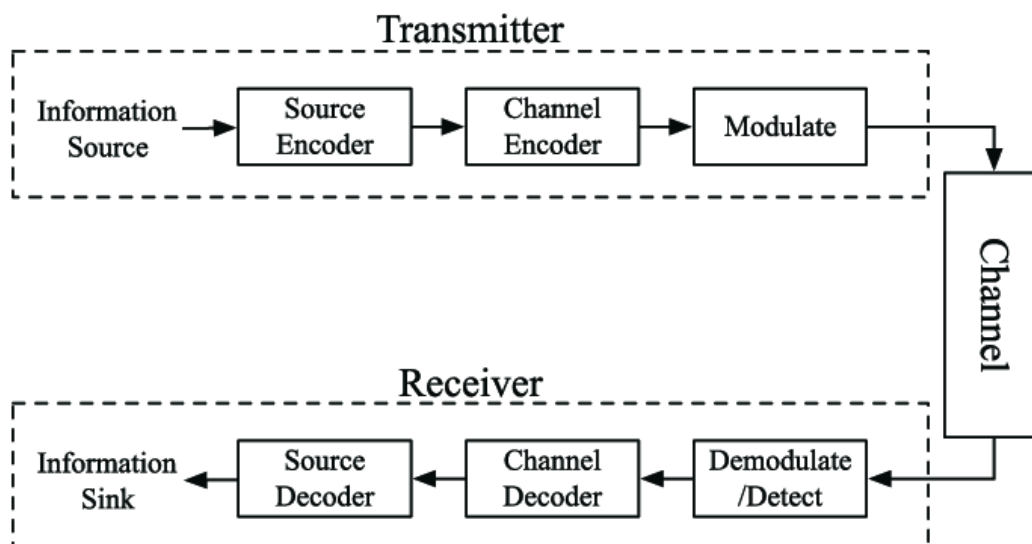 Transmitter
Information
Source
Source
Encoder
Channel
Encoder
Modulate
Channel
Receiver
Information
Sink
Source
Decoder
Channel
Decoder
Demodulate
/Detect